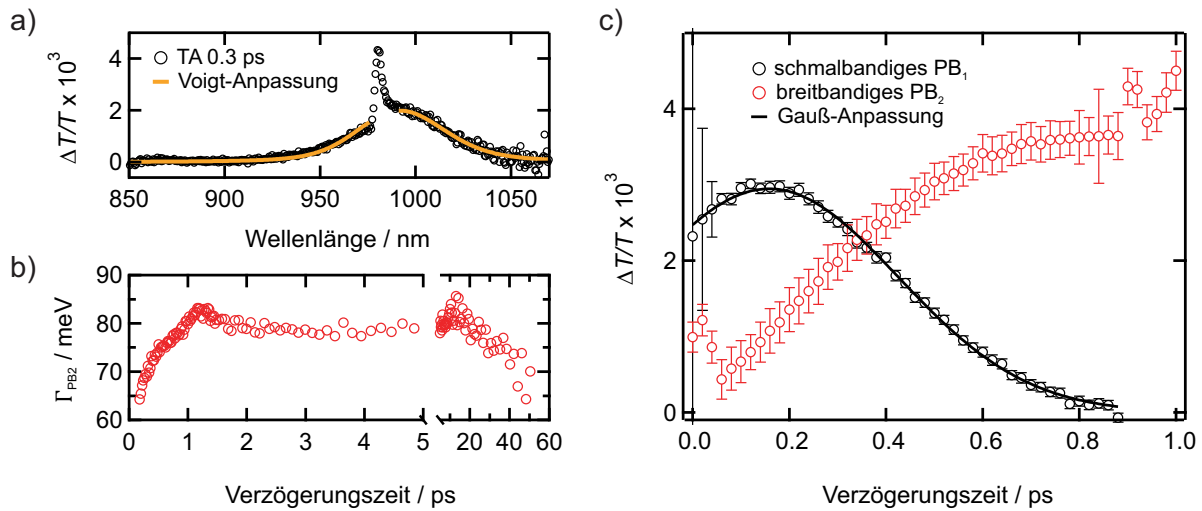 a)
ΔT/T x 10³
4
2
0
TA 0.3 ps
Voigt-Anpassung
850
900
950
1000
1050
Wellenlänge / nm
b)
Γ_PB2 / meV
90
80
70
60
0
1
2
3
4
5
20
40
60
Verzögerungszeit / ps
c)
ΔT/T x 10³
4
2
0
schmalbandiges PB₁
breitbandiges PB₂
Gauß-Anpassung
0.0
0.2
0.4
0.6
0.8
1.0
Verzögerungszeit / ps